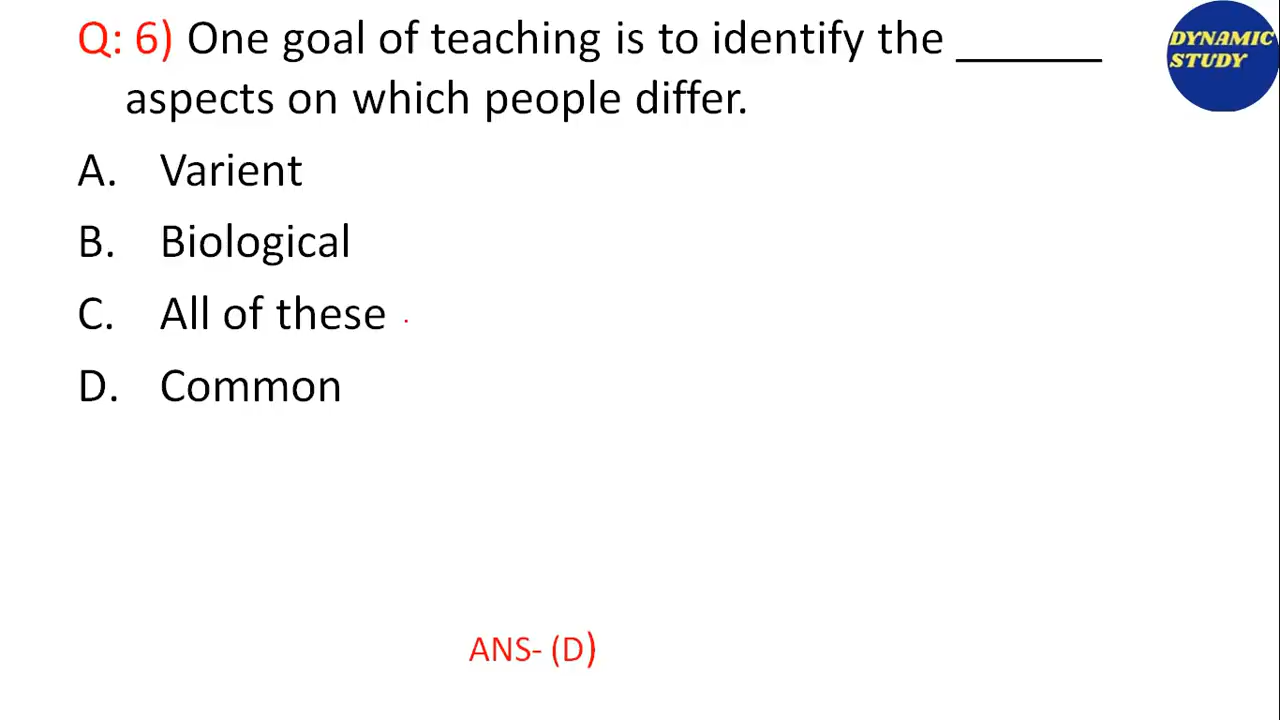 Q: 6) One goal of teaching is to identify the ______
aspects on which people differ.
A. Varient
B. Biological
C. All of these
D. Common
ANS- (D)
DYNAMIC
STUDY